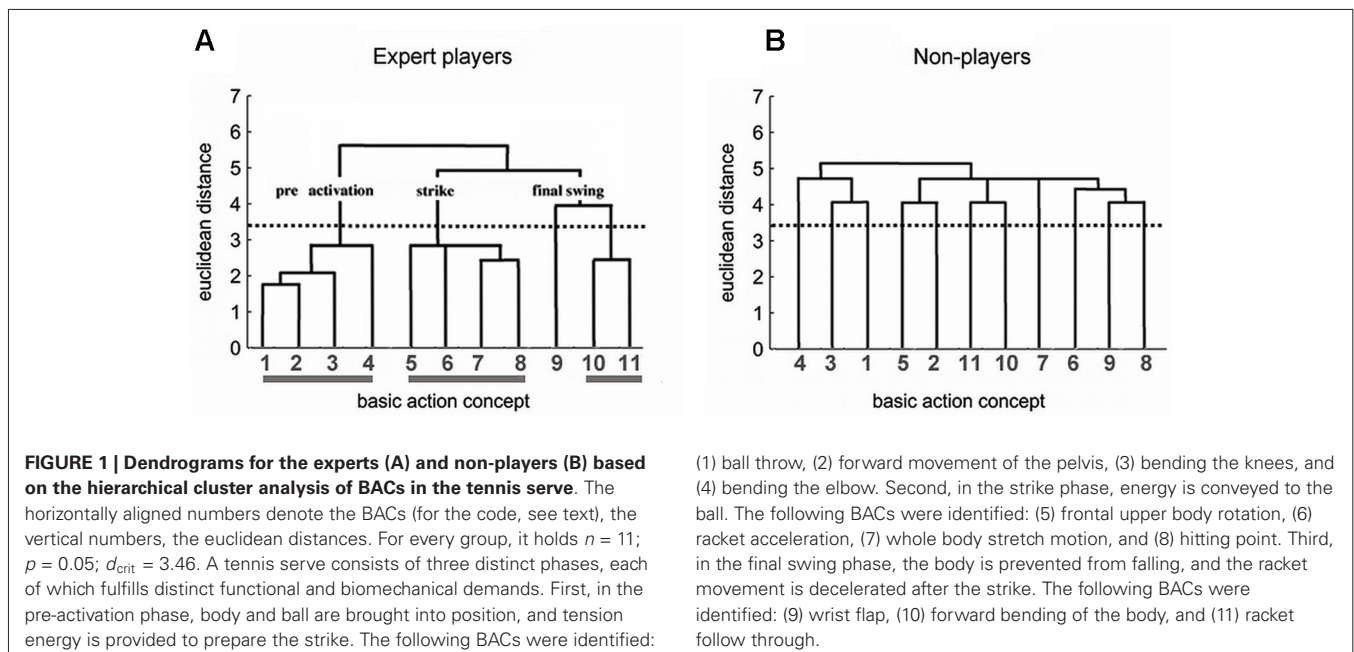 A
Expert players
7
6
5
4
3
2
1
0
euclidean distance
pre activation strike final swing
1 2 3 4 5 6 7 8 9 10 11
basic action concept
B
Non-players
7
6
5
4
3
2
1
0
euclidean distance
4 3 1 5 2 11 10 7 6 9 8
basic action concept
FIGURE 1 | Dendrograms for the experts (A) and non-players (B) based
on the hierarchical cluster analysis of BACs in the tennis serve. The
horizontally aligned numbers denote the BACs (for the code, see text), the
vertical numbers, the euclidean distances. For every group, it holds n = 11;
p = 0.05; dcrit = 3.46. A tennis serve consists of three distinct phases, each
of which fulfills distinct functional and biomechanical demands. First, in the
pre-activation phase, body and ball are brought into position, and tension
energy is provided to prepare the strike. The following BACs were identified:
(1) ball throw, (2) forward movement of the pelvis, (3) bending the knees, and
(4) bending the elbow. Second, in the strike phase, energy is conveyed to the
ball. The following BACs were identified: (5) frontal upper body rotation, (6)
racket acceleration, (7) whole body stretch motion, and (8) hitting point. Third,
in the final swing phase, the body is prevented from falling, and the racket
movement is decelerated after the strike. The following BACs were
identified: (9) wrist flap, (10) forward bending of the body, and (11) racket
follow through.